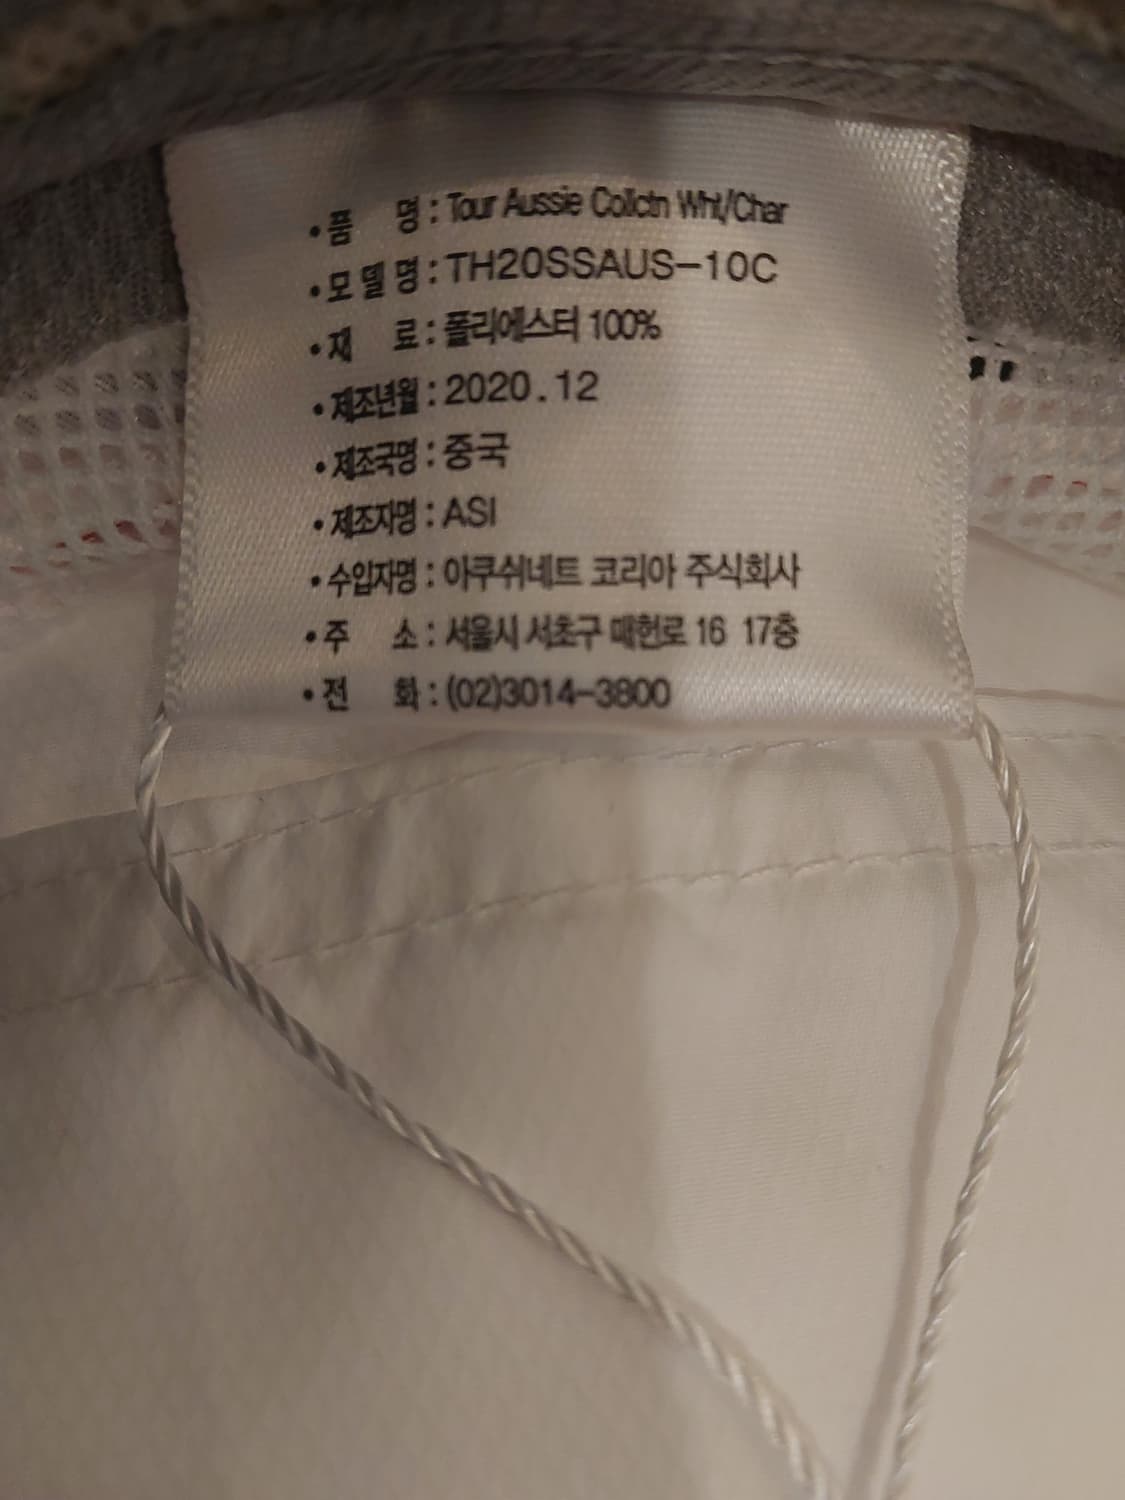 •품 명 : Tour Aussie Collctn Wht/Char
•모델명 : TH20SSAUS-10C
•재 료 : 폴리에스터 100%
•제조년월 : 2020.12
•제조국명 : 중국
•제조자명 : ASI
•수입자명 : 아쿠쉬네트 코리아 주식회사
•주 소 : 서울시 서초구 매헌로 16 17층
•전 화 : (02)3014-3800